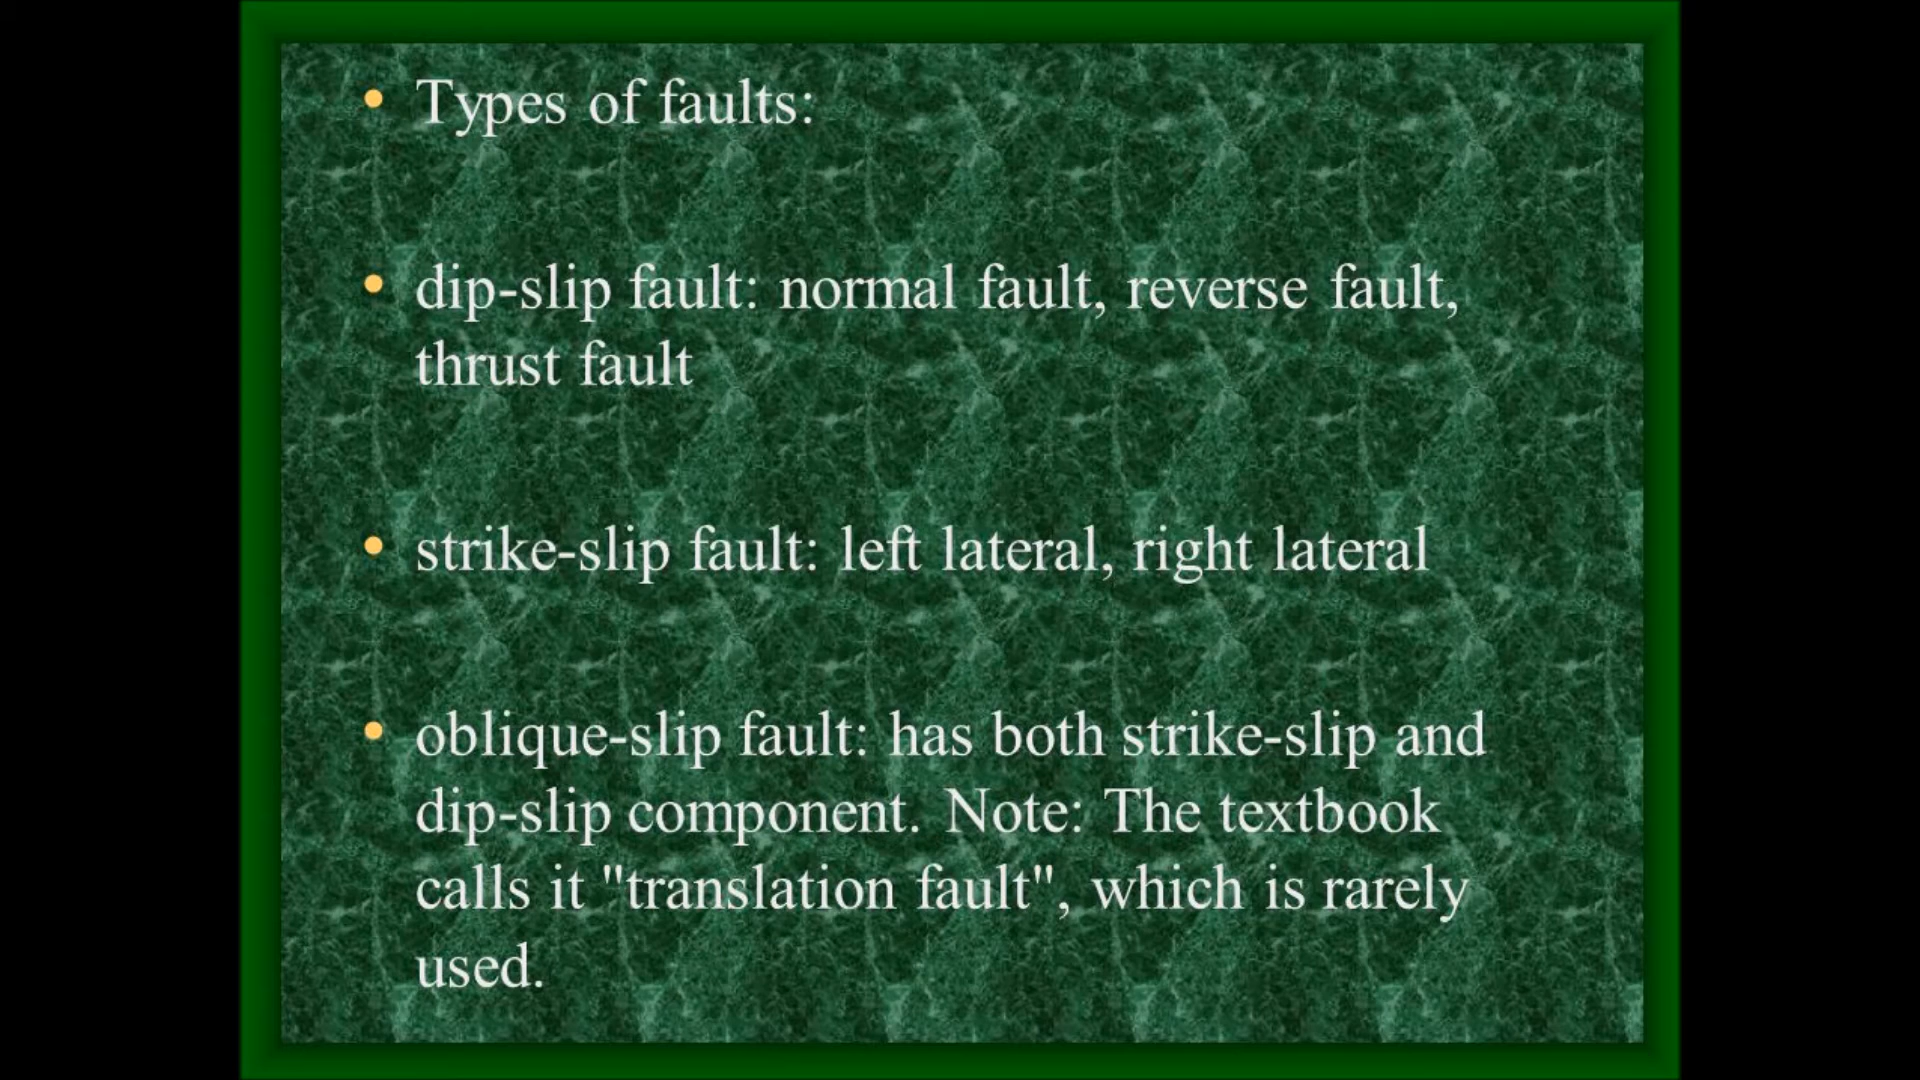 • Types of faults:
• dip-slip fault: normal fault, reverse fault,
thrust fault
• strike-slip fault: left lateral, right lateral
• oblique-slip fault: has both strike-slip and
dip-slip component. Note: The textbook
calls it "translation fault", which is rarely
used.